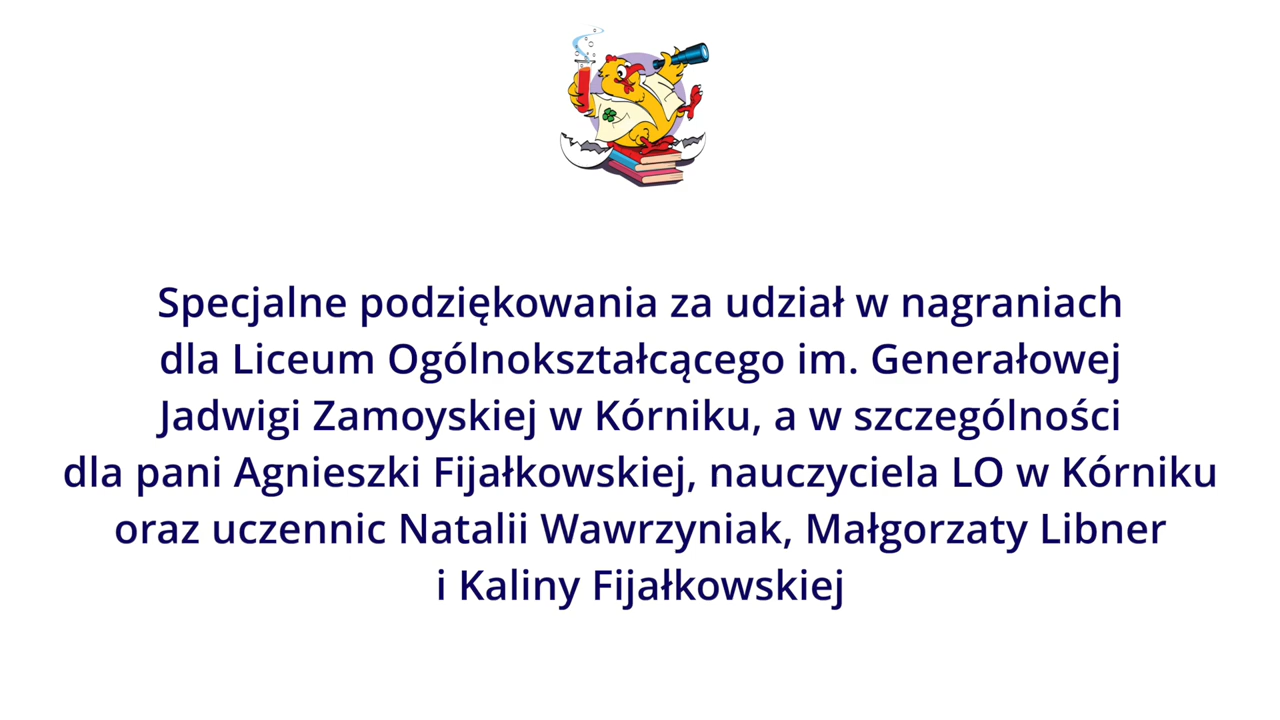 Specjalne podziękowania za udział w nagraniach
dla Liceum Ogólnokształcącego im. Generałowej
Jadwigi Zamoyskiej w Kórniku, a w szczególności
dla pani Agnieszki Fijałkowskiej, nauczyciela LO w Kórniku
oraz uczennic Natalii Wawrzyniak, Małgorzaty Libner
i Kaliny Fijałkowskiej